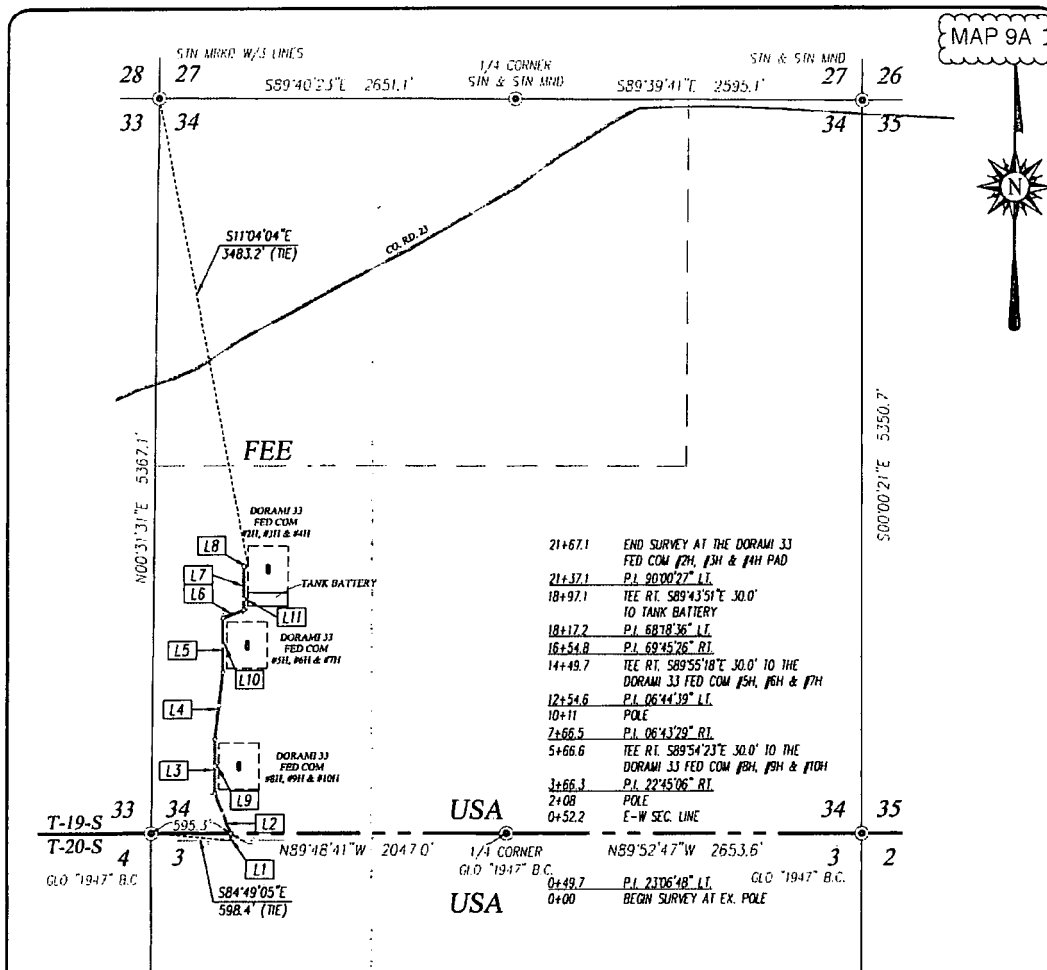 MAP 9A
STN MRKD W/3 LINES
28 27
33 34
S89°40'23"E 2651.1'
1/4 CORNER
STN & STN MND
S89°39'41"E 2595.1'
STN & STN MND
27 26
34 35
N
S11°04'04"E
3483.2' (TIE)
CO. RD. 23
N00°31'31"E 5367.1'
S00°00'21"E 5350.7'
FEE
DORAMI 33
FED COM
#2H, #3H & #4H
L8
L7
TANK BATTERY
L6
L11
DORAMI 33
FED COM
#5H, #6H & #7H
L5
L10
L4
DORAMI 33
FED COM
#8H, #9H & #10H
L3
L9
L2
L1
21+67.1 END SURVEY AT THE DORAMI 33
FED COM #2H, #3H & #4H PAD
21+37.1 P.I. 90°00'27" LT.
18+97.1 TEE RT. S89°43'51"E 30.0'
TO TANK BATTERY
18+17.2 P.I. 68°18'36" LT.
16+54.8 P.I. 69°45'26" RT.
14+49.7 TEE RT. S89°55'18"E 30.0' TO THE
DORAMI 33 FED COM #5H, #6H & #7H
12+54.6 P.I. 06°44'39" LT.
10+11 POLE
7+66.5 P.I. 06°43'29" RT.
5+66.6 TEE RT. S89°54'23"E 30.0' TO THE
DORAMI 33 FED COM #8H, #9H & #10H
3+66.3 P.I. 22°45'06" RT.
2+08 POLE
0+52.2 E-W SEC. LINE
T-19-S
T-20-S
33 34
4 3
595.3'
USA
34 35
3 2
N89°48'41"W 2047.0'
1/4 CORNER
GLO "1947" B.C.
N89°52'47"W 2653.6'
GLO "1947" B.C.
GLO "1947" B.C.
S84°49'05"E
598.4' (TIE)
USA
0+49.7 P.I. 23°06'48" LT.
0+00 BEGIN SURVEY AT EX. POLE